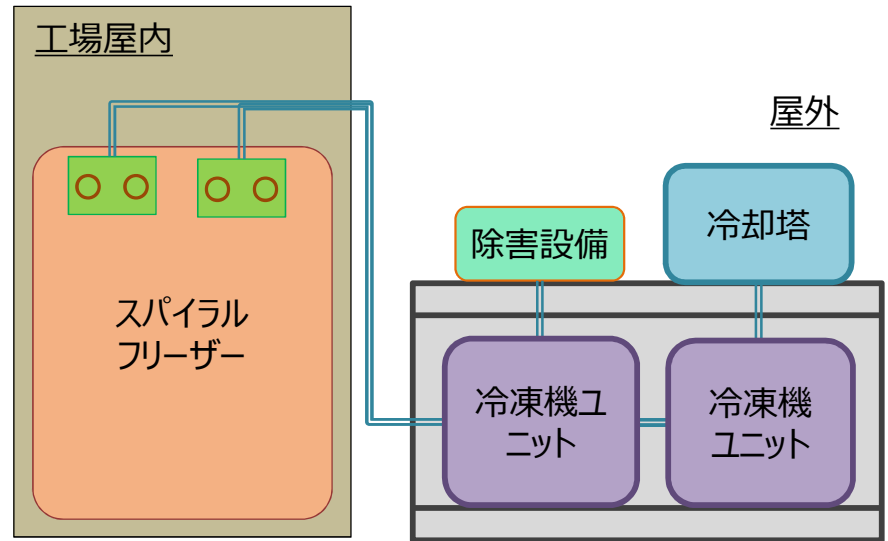 工場屋内
屋外
冷却塔
除害設備
スパイラル
フリーザー
冷凍機ユ
ニット
冷凍機
ユニット